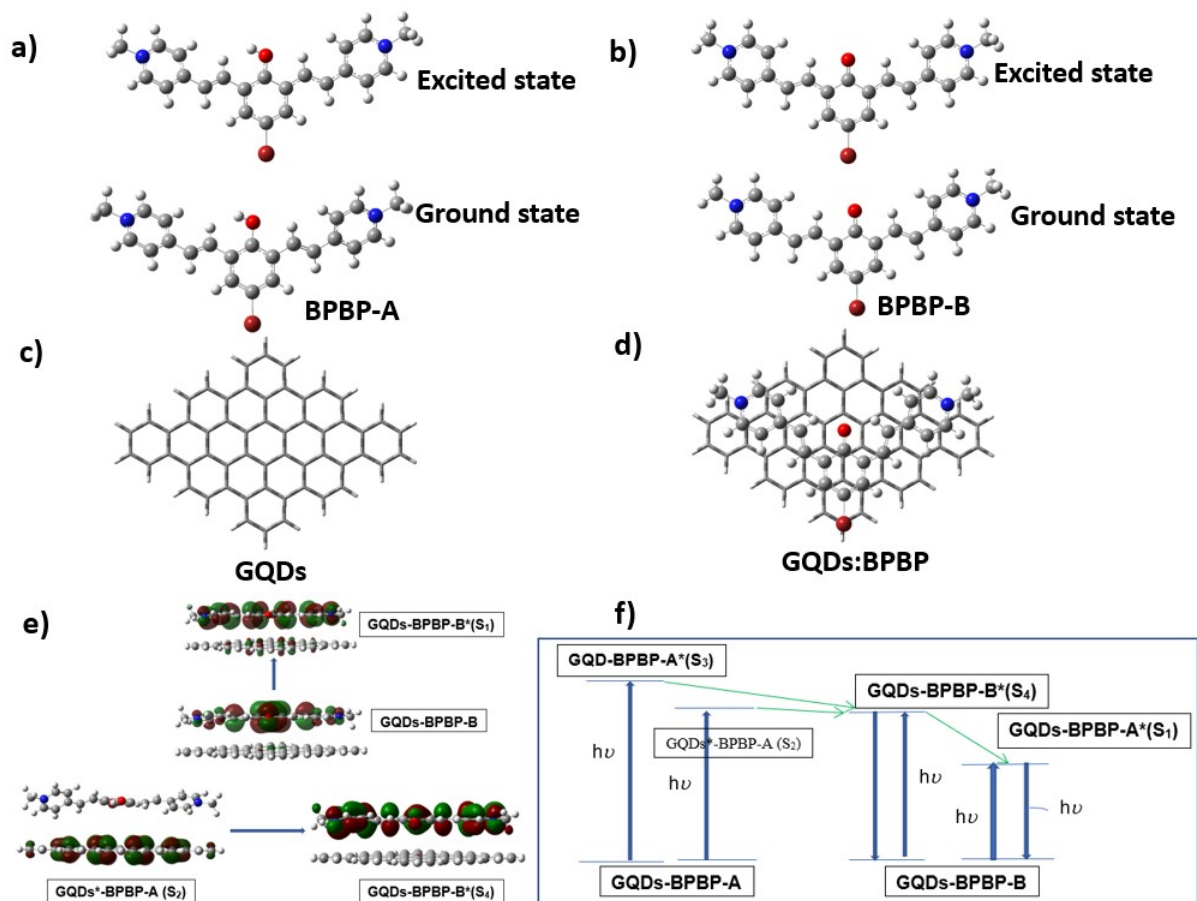 a)
Excited state
Ground state
BPBP-A
b)
Excited state
Ground state
BPBP-B
c)
GQDs
d)
GQDs:BPBP
e)
GQDs-BPBP-B*(S₁)
GQDs-BPBP-B
GQDs*-BPBP-A (S₂)
GQDs-BPBP-B*(S₄)
f)
GQD-BPBP-A*(S₃)
GQDs-BPBP-B*(S₄)
GQDs-BPBP-A*(S₁)
GQDs*-BPBP-A (S₂)
hυ
hυ
hυ
hυ
hυ
GQDs-BPBP-A
GQDs-BPBP-B